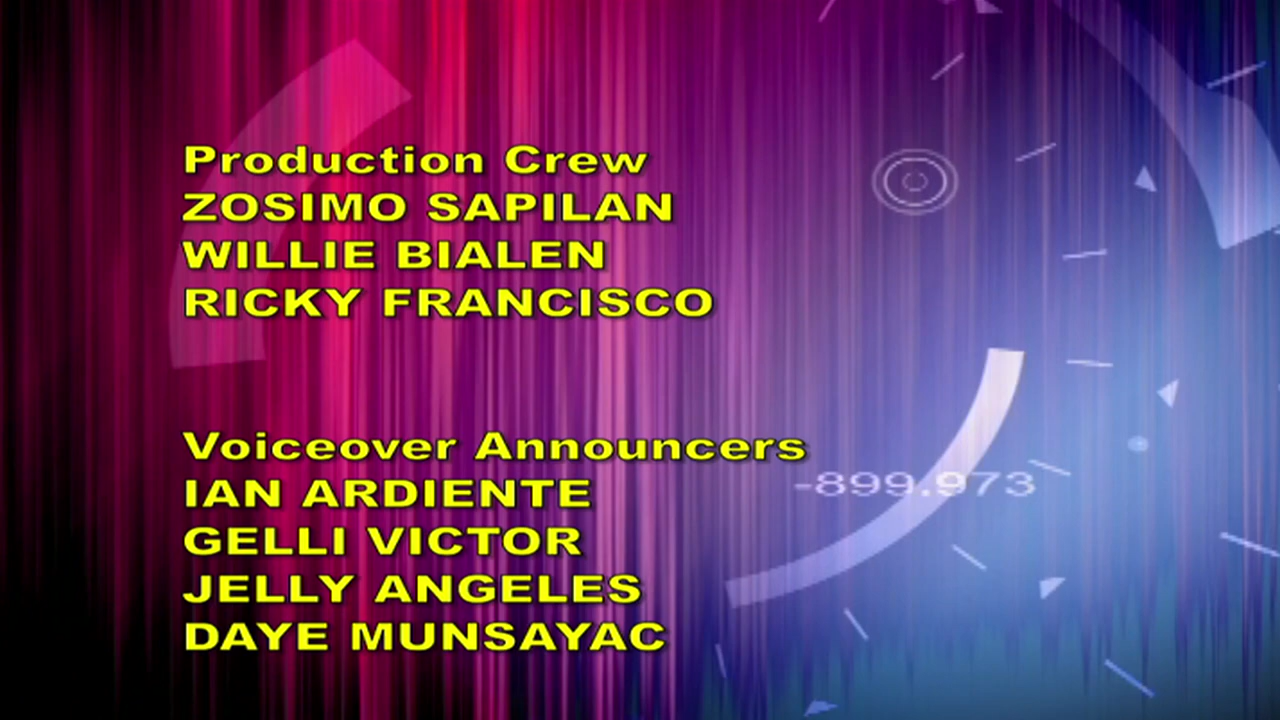 Production Crew
ZOSIMO SAPILAN
WILLIE BIALEN
RICKY FRANCISCO
Voiceover Announcers
IAN ARDIENTE
-899.973
GELLI VICTOR
JELLY ANGELES
DAYE MUNSAYAC